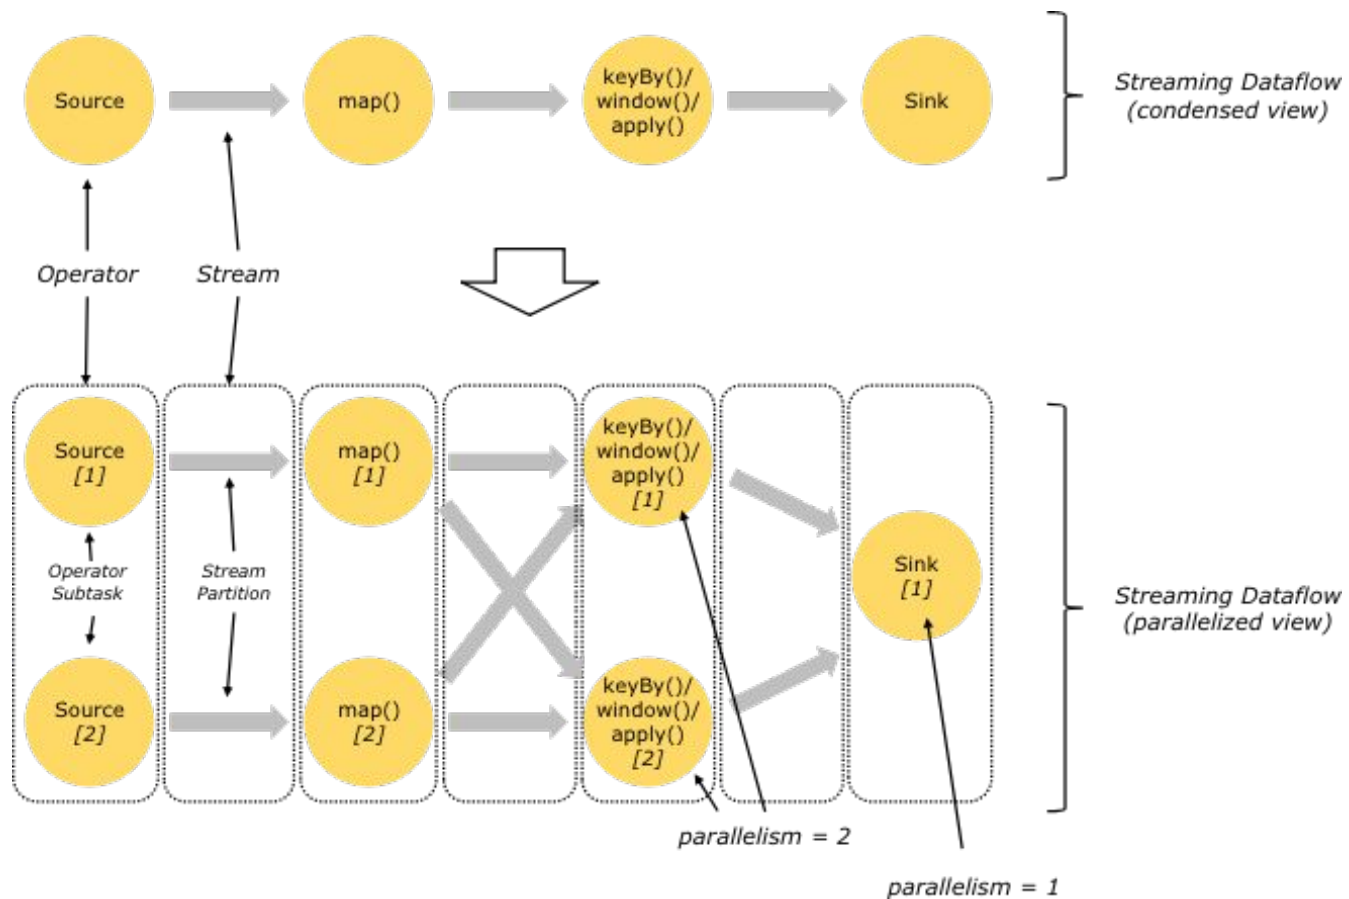 Source
map()
keyBy()/
window()/
apply()
Sink
Streaming Dataflow
(condensed view)
Operator
Stream
Source
[1]
map()
[1]
keyBy()/
window()/
apply()
[1]
Operator
Subtask
Stream
Partition
Sink
[1]
Streaming Dataflow
(parallelized view)
Source
[2]
map()
[2]
keyBy()/
window()/
apply()
[2]
parallelism = 2
parallelism = 1